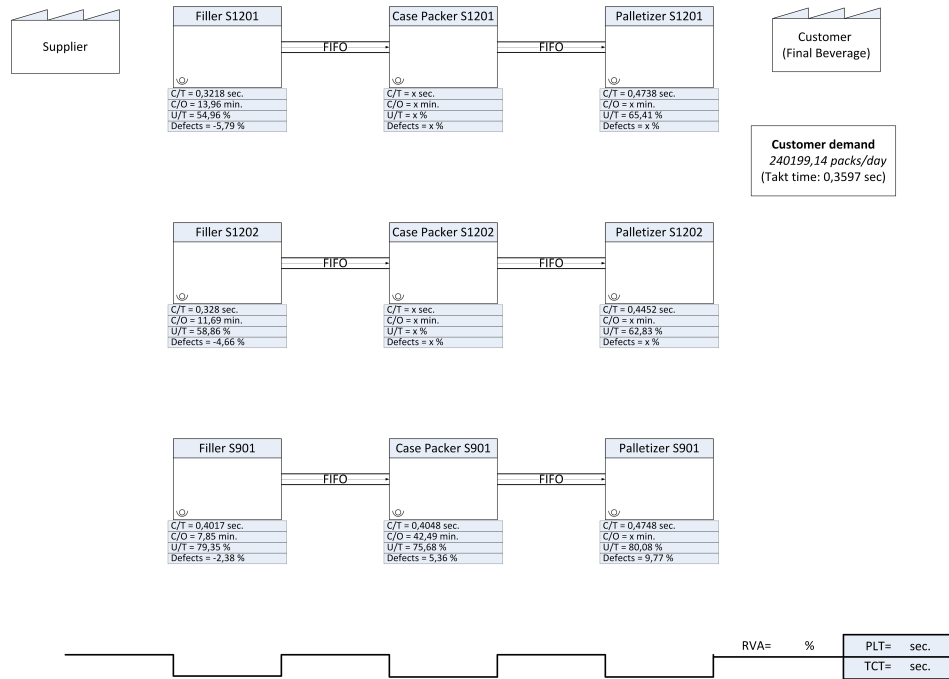 Supplier
Filler S1201
FIFO
Case Packer S1201
FIFO
Palletizer S1201
Customer
(Final Beverage)
C/T = 0,3218 sec.
C/O = 13,96 min.
U/T = 54,96 %
Defects = -5,79 %
C/T = x sec.
C/O = x min.
U/T = x %
Defects = x %
C/T = 0,4738 sec.
C/O = x min.
U/T = 65,41 %
Defects = x %
Customer demand
240199,14 packs/day
(Takt time: 0,3597 sec)
Filler S1202
FIFO
Case Packer S1202
FIFO
Palletizer S1202
C/T = 0,328 sec.
C/O = 11,69 min.
U/T = 58,86 %
Defects = -4,66 %
C/T = x sec.
C/O = x min.
U/T = x %
Defects = x %
C/T = 0,4452 sec.
C/O = x min.
U/T = 62,83 %
Defects = x %
Filler S901
FIFO
Case Packer S901
FIFO
Palletizer S901
C/T = 0,4017 sec.
C/O = 7,85 min.
U/T = 79,35 %
Defects = -2,38 %
C/T = 0,4048 sec.
C/O = 42,49 min.
U/T = 75,68 %
Defects = 5,36 %
C/T = 0,4748 sec.
C/O = x min.
U/T = 80,08 %
Defects = 9,77 %
RVA= %
PLT= sec.
TCT= sec.